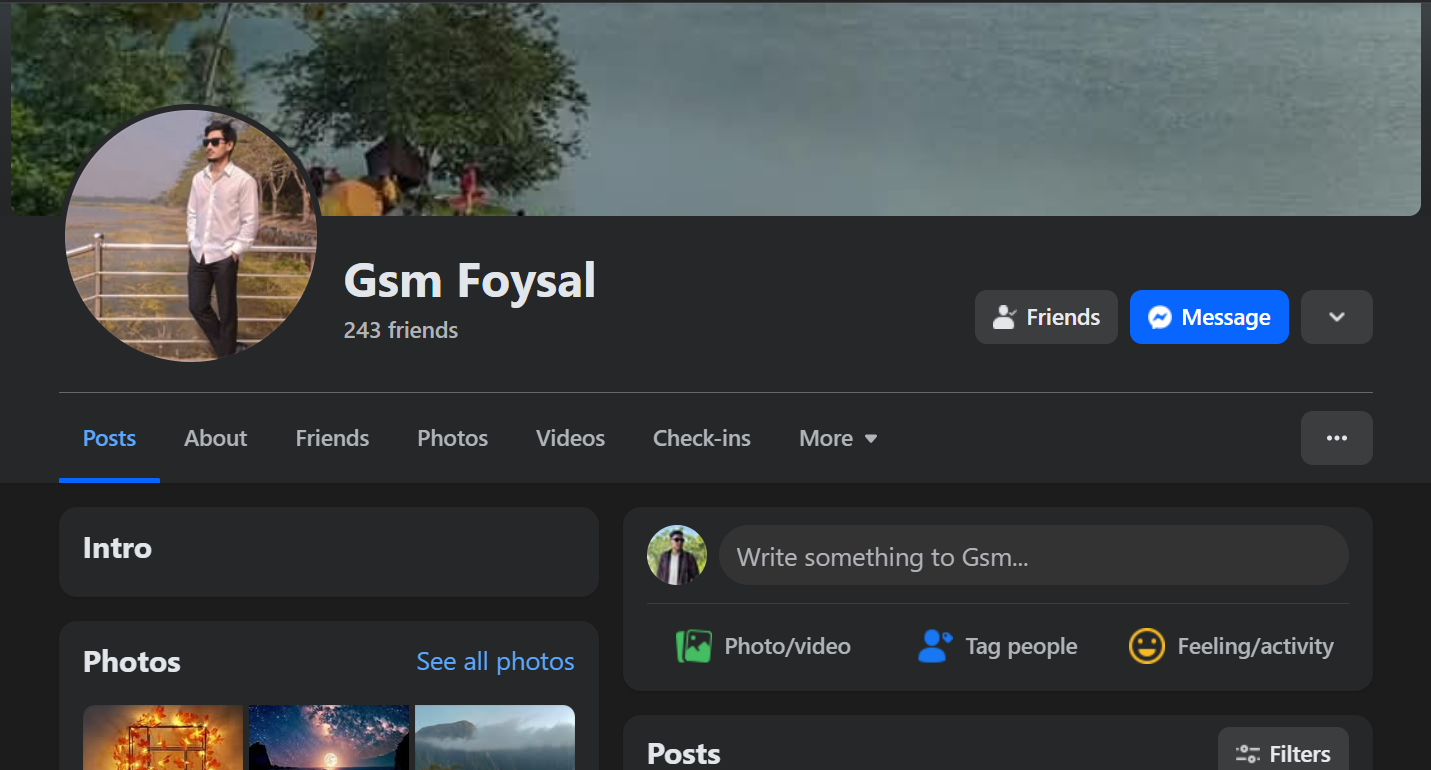 Gsm Foysal
243 friends
Friends
Message
Posts
About
Friends
Photos
Videos
Check-ins
More
Intro
Photos
See all photos
Write something to Gsm...
Photo/video
Tag people
Feeling/activity
Posts
Filters